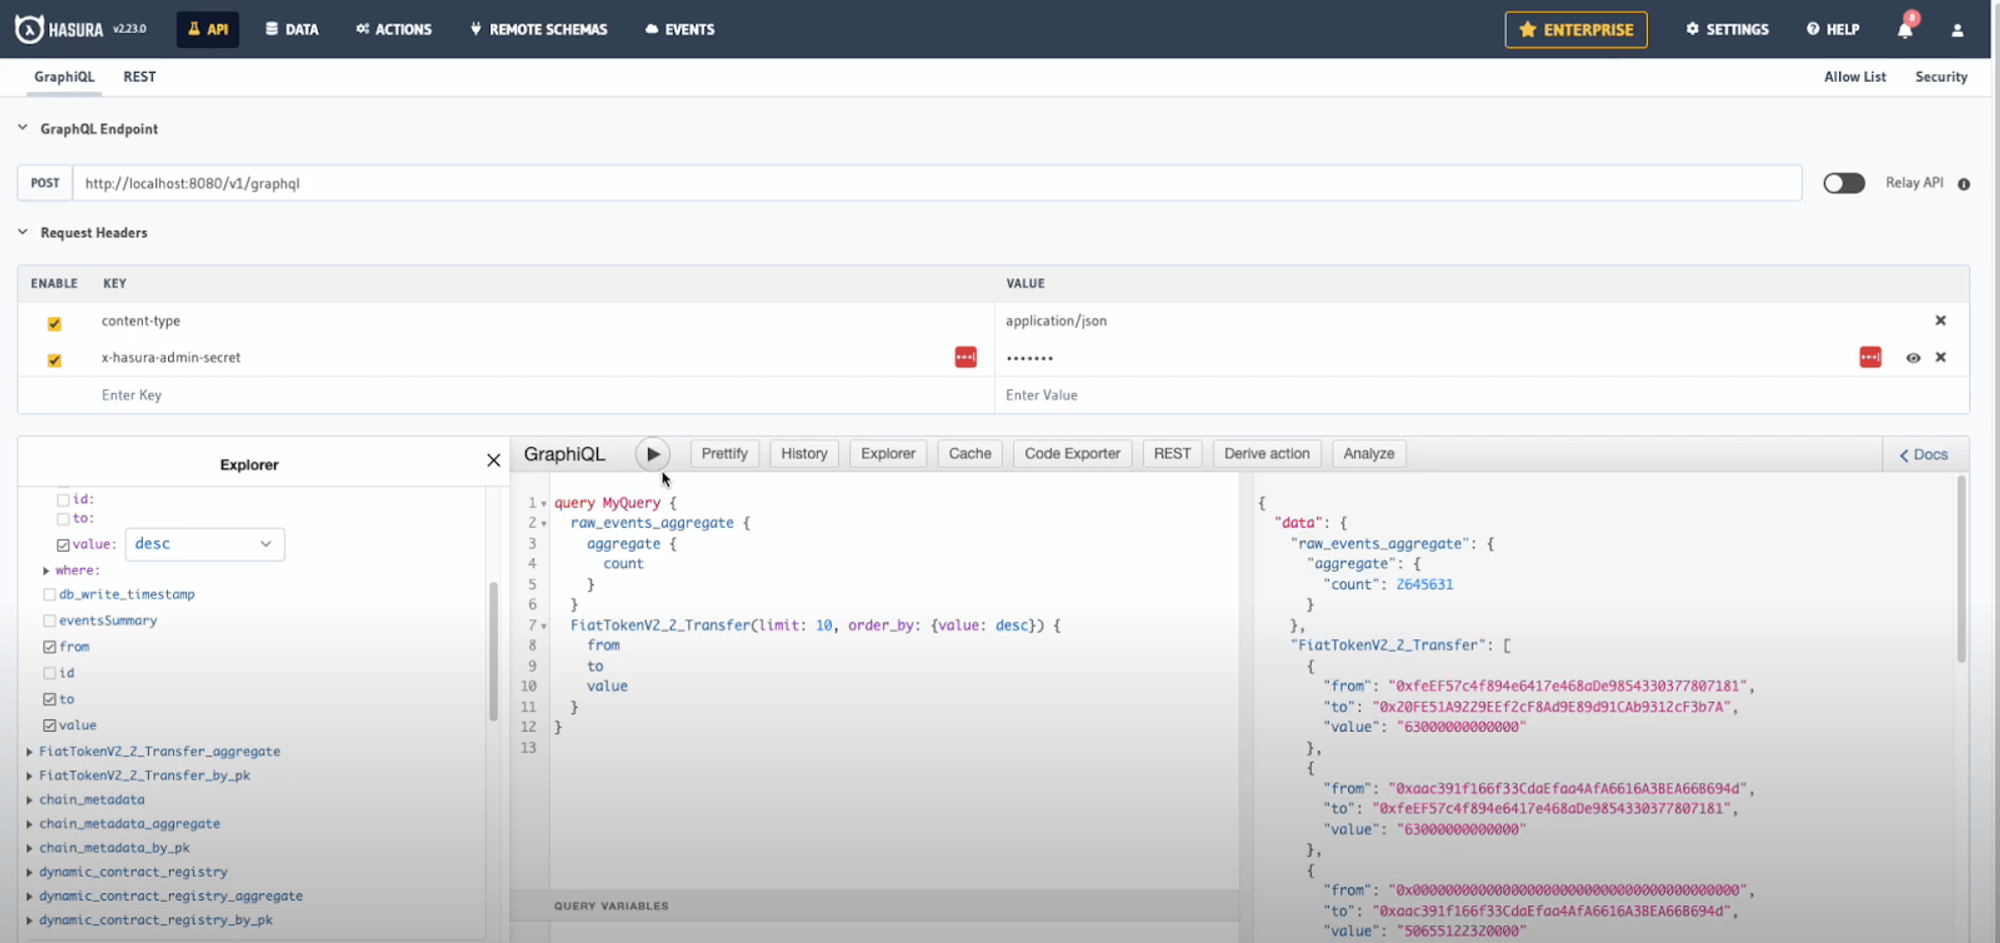 HASURA v2.23.0 API DATA ACTIONS REMOTE SCHEMAS EVENTS ENTERPRISE SETTINGS HELP 8
GraphiQL REST Allow List Security
GraphQL Endpoint
POST http://localhost:8080/v1/graphql Relay API
Request Headers
ENABLE KEY VALUE
content-type application/json
x-hasura-admin-secret •••••••
Enter Key Enter Value
Explorer
id:
to:
value: desc
where:
db_write_timestamp
eventsSummary
from
id
to
value
FiatTokenV2_2_Transfer_aggregate
FiatTokenV2_2_Transfer_by_pk
chain_metadata
chain_metadata_aggregate
chain_metadata_by_pk
dynamic_contract_registry
dynamic_contract_registry_aggregate
dynamic_contract_registry_by_pk
GraphiQL Prettify History Explorer Cache Code Exporter REST Derive action Analyze Docs
1 query MyQuery {
2 raw_events_aggregate {
3 aggregate {
4 count
5 }
6 }
7 FiatTokenV2_2_Transfer(limit: 10, order_by: {value: desc}) {
8 from
9 to
10 value
11 }
12 }
13
QUERY VARIABLES
{
"data": {
"raw_events_aggregate": {
"aggregate": {
"count": 2645631
}
},
"FiatTokenV2_2_Transfer": [
{
"from": "0xfeEF57c4f894e6417e468aDe9854330377807181",
"to": "0x20FE51A9229EEf2cF8Ad9E89d91CAb9312cF3b7A",
"value": "63000000000000"
},
{
"from": "0xaac391f166f33CdaEfaa4AfA6616A3BEA66B694d",
"to": "0xfeEF57c4f894e6417e468aDe9854330377807181",
"value": "63000000000000"
},
{
"from": "0x0000000000000000000000000000000000000000",
"to": "0xaac391f166f33CdaEfaa4AfA6616A3BEA66B694d",
"value": "50655122320000"